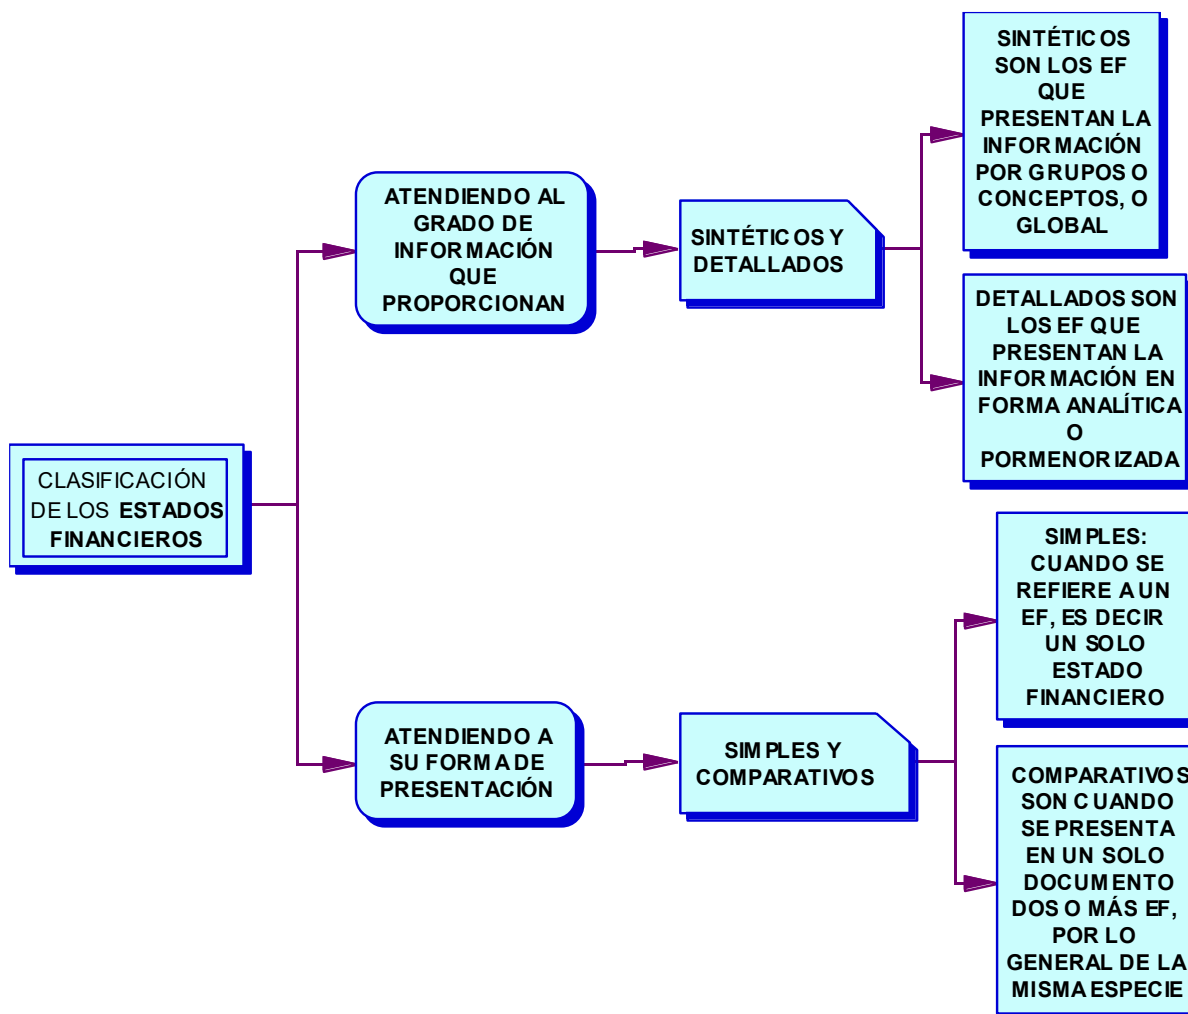 CLASIFICACIÓN
DE LOS ESTADOS
FINANCIEROS
ATENDIENDO AL
GRADO DE
INFORMACIÓN
QUE
PROPORCIONAN
SINTÉTICOS Y
DETALLADOS
SINTÉTICOS
SON LOS EF
QUE
PRESENTAN LA
INFORMACIÓN
POR GRUPOS O
CONCEPTOS, O
GLOBAL
DETALLADOS SON
LOS EF QUE
PRESENTAN LA
INFORMACIÓN EN
FORMA ANALÍTICA
O
PORMENORIZADA
ATENDIENDO A
SU FORMA DE
PRESENTACIÓN
SIMPLES Y
COMPARATIVOS
SIMPLES:
CUANDO SE
REFIERE A UN
EF, ES DECIR
UN SOLO
ESTADO
FINANCIERO
COMPARATIVOS
SON CUANDO
SE PRESENTA
EN UN SOLO
DOCUMENTO
DOS O MÁS EF,
POR LO
GENERAL DE LA
MISMA ESPECIE